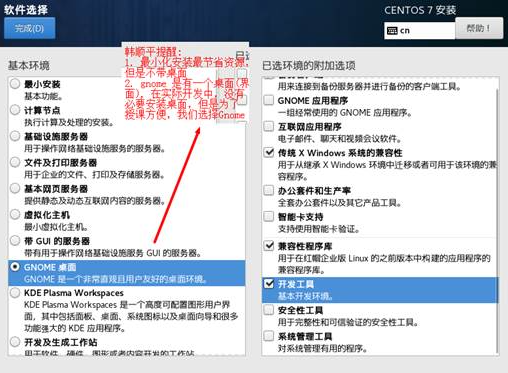 软件选择
CENTOS 7 安装
完成(D)
cn
帮助！
韩顺平提醒：
1. 最小化安装最节省资源，
但是不带桌面
2. gnome 是有一个桌面(界
面)，在实际开发中，没有
必要安装桌面，但是为了
授课方便，我们选择Gnome
基本环境
最小安装
基本功能。
计算节点
执行计算及处理的安装。
基础设施服务器
用于操作网络基础设施服务的服务器。
文件及打印服务器
用于企业的文件、打印及存储服务器。
基本网页服务器
提供静态及动态互联网内容的服务器。
虚拟化主机
最小虚拟化主机。
带 GUI 的服务器
带有用于操作网络基础设施服务 GUI 的服务器。
GNOME 桌面
GNOME 是一个非常直观且用户友好的桌面环境。
KDE Plasma Workspaces
KDE Plasma Workspaces 是一个高度可配置图形用户界
面，其中包括面板、桌面、系统图标以及桌面向导和很多
功能强大的 KDE 应用程序。
开发及生成工作站
用于软件、硬件、图形或者内容开发的工作站。
已选环境的附加选项
用来连接到备份服务器并进行备份的客户端工具。
GNOME 应用程序
一组经常使用的 GNOME 应用程序。
互联网应用程序
电子邮件、聊天和视频会议软件。
传统 X Windows 系统的兼容性
用于从继承 X Windows 环境中迁移或者可用于该环境的兼
容程序。
办公套件和生产率
全套办公套件以及其它产品工具。
智能卡支持
支持使用智能卡验证。
兼容性程序库
用于在红帽企业版 Linux 的之前版本中构建的应用程序的
兼容程序库。
开发工具
基本开发环境。
安全性工具
用于完整性和可信验证的安全性工具。
系统管理工具
对系统管理有用的程序。